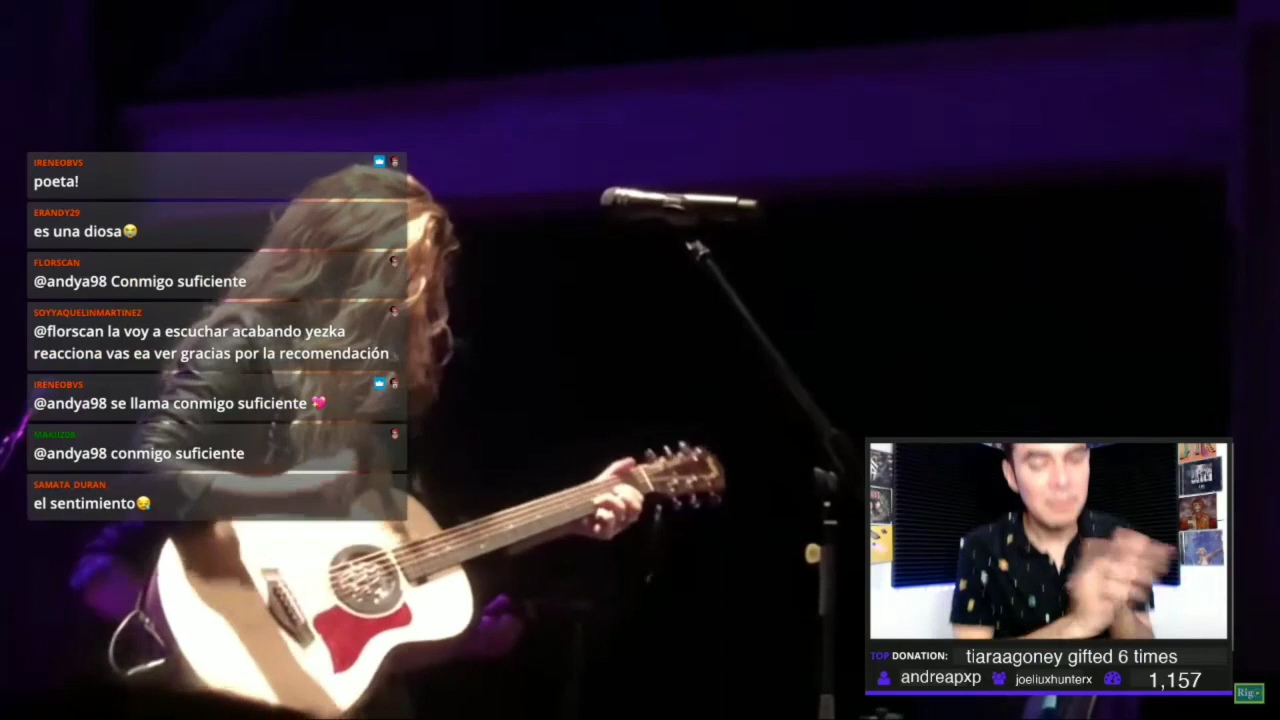 IRENEOBVS
poeta!
ERANDY29
es una diosa😭
FLORSCAN
@andya98 Conmigo suficiente
SOYYAQUELINMARTINEZ
@florscan la voy a escuchar acabando yezka
reacciona vas ea ver gracias por la recomendación
IRENEOBVS
@andya98 se llama conmigo suficiente 💖
@andya98 conmigo suficiente
SAMATA DURAN
el sentimiento😪
TOP DONATION: tiaraagoney gifted 6 times
andreapxp joeliuxhunterx 1,157